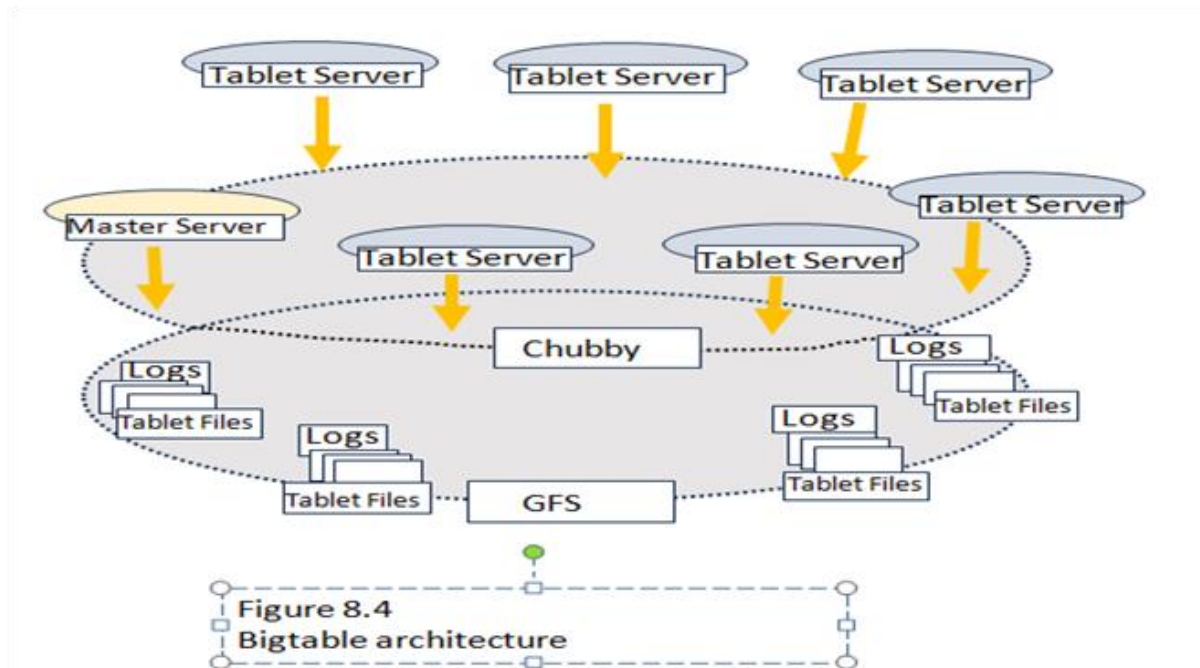 Tablet Server
Tablet Server
Tablet Server
Master Server
Tablet Server
Tablet Server
Tablet Server
Chubby
Logs
Tablet Files
Logs
Tablet Files
Logs
Tablet Files
Logs
Tablet Files
GFS
Figure 8.4
Bigtable architecture